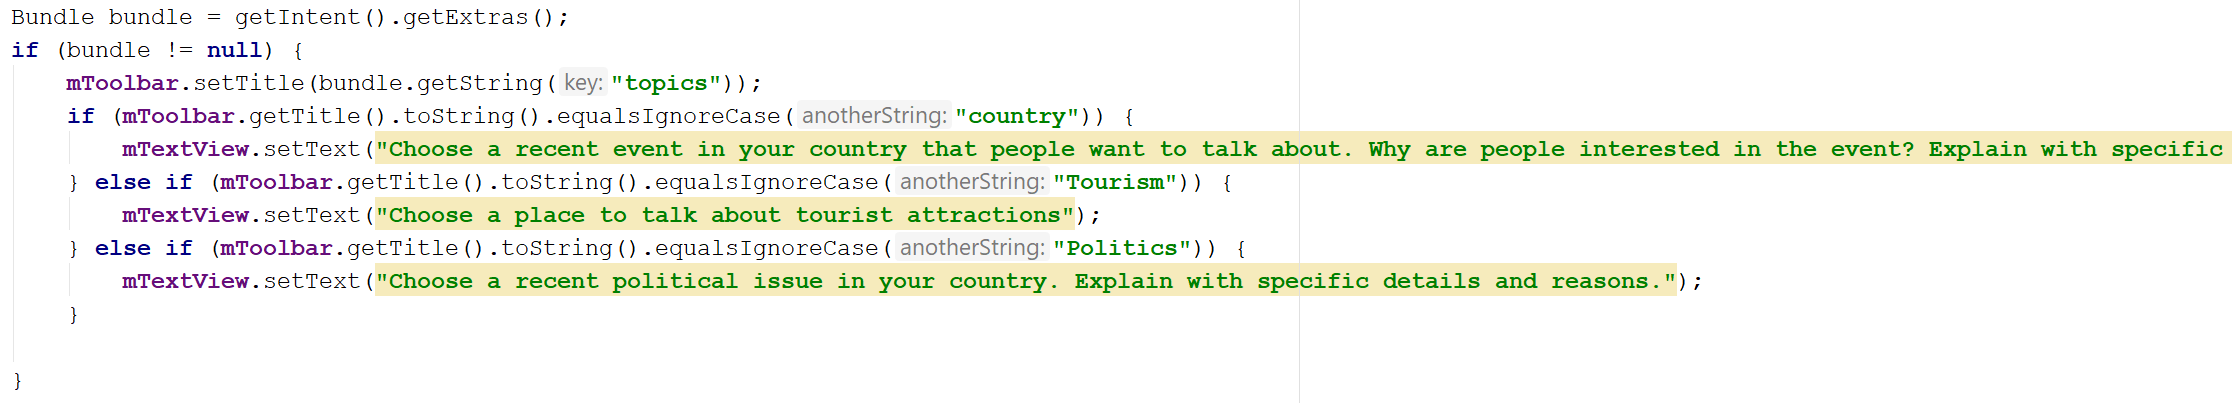 Bundle bundle = getIntent().getExtras();
if (bundle != null) {
    mToolbar.setTitle(bundle.getString( key: "topics"));
    if (mToolbar.getTitle().toString().equalsIgnoreCase( anotherString: "country")) {
        mTextView.setText("Choose a recent event in your country that people want to talk about. Why are people interested in the event? Explain with specific
    } else if (mToolbar.getTitle().toString().equalsIgnoreCase( anotherString: "Tourism")) {
        mTextView.setText("Choose a place to talk about tourist attractions");
    } else if (mToolbar.getTitle().toString().equalsIgnoreCase( anotherString: "Politics")) {
        mTextView.setText("Choose a recent political issue in your country. Explain with specific details and reasons.");
    }
}